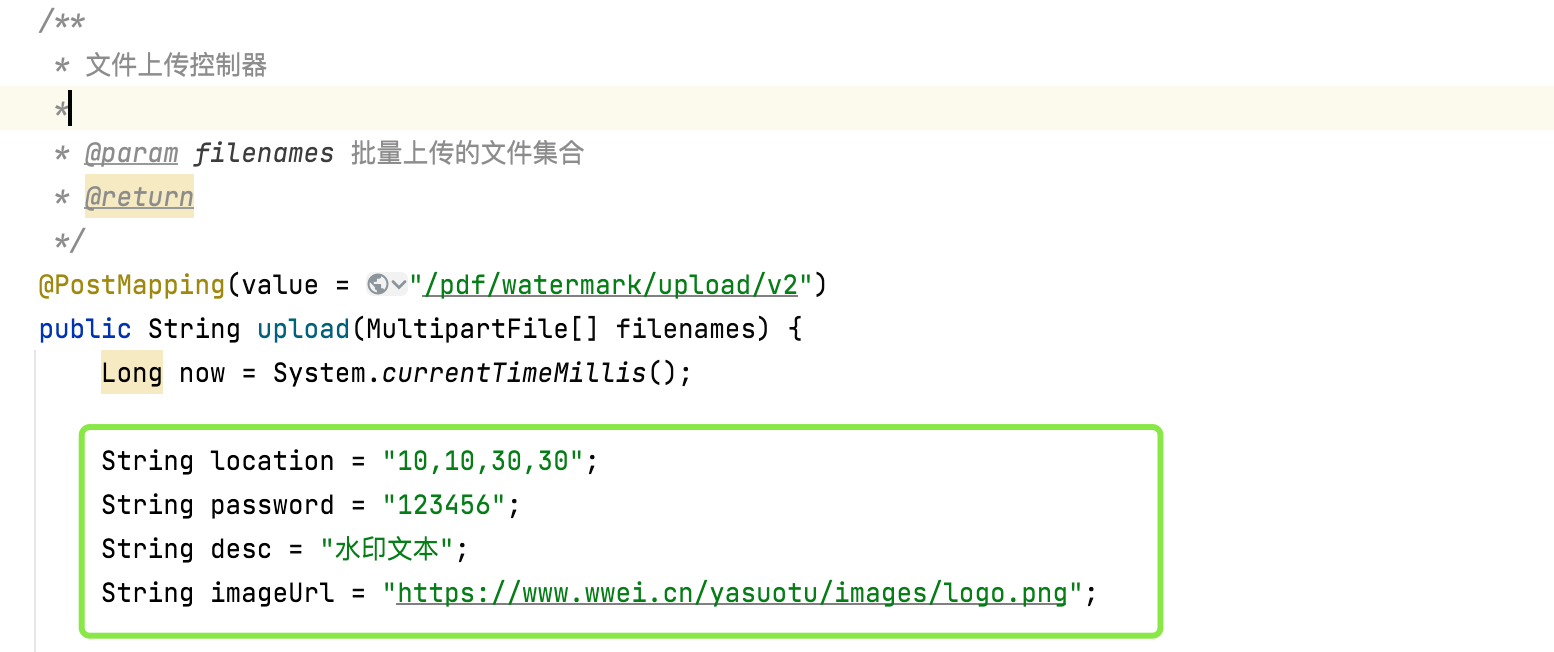 /**
 * 文件上传控制器
 *
 * @param filenames 批量上传的文件集合
 * @return
 */
@PostMapping(value = "/pdf/watermark/upload/v2")
public String upload(MultipartFile[] filenames) {
    Long now = System.currentTimeMillis();
    String location = "10,10,30,30";
    String password = "123456";
    String desc = "水印文本";
    String imageUrl = "https://www.wwei.cn/yasuotu/images/logo.png";